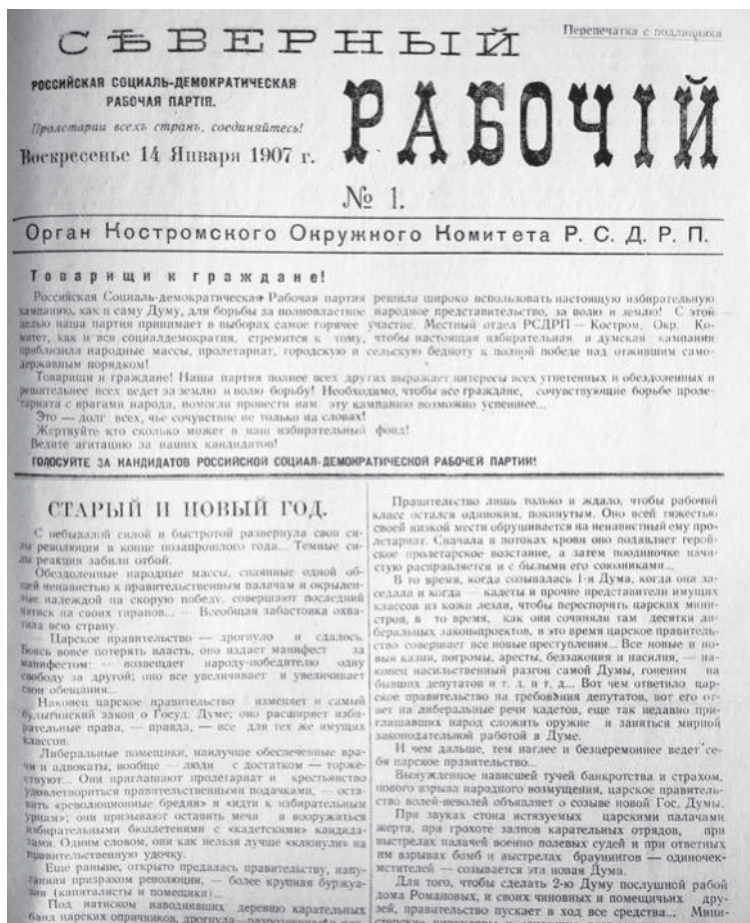 СѢВЕРНЫЙ
Перепечатка с подлинника
РОССИЙСКАЯ СОЦІАЛЬ-ДЕМОКРАТИЧЕСКАЯ
РАБОЧАЯ ПАРТІЯ.
Пролетарии всехъ странъ, соединяйтесь!
Воскресенье 14 Января 1907 г.
РАБОЧІЙ
№ 1.
Орган Костромского Окружного Комитета Р. С. Д. Р. П.
Товарищи и граждане!
Российская Социаль-демократическая Рабочая партия решила широко использовать настоящую избирательную
кампанию, как и саму Думу, для борьбы за полновластное народное представительство, за волю и землю! С этой
целью наша партия принимает в выборах самое горячее участие. Местный отдел РСДРП — Костром. Окр. Ко-
митет, как и вся социалдемократия, стремится к тому, чтобы настоящая избирательная и думская кампания
приблизила народные массы, пролетариат, городскую и сельскую бедноту к полной победе над отжившим само-
державным порядком!
Товарищи и граждане! Наша партия полнее всех других выражает интересы всех угнетенных и обездоленных и
решительнее всех ведет за землю и волю борьбу! Необходимо, чтобы все граждане, сочувствующие борьбе проле-
тариата с врагами народа, помогли провести нам эту кампанию возможно успешнее...
Это — долг всех, чье сочувствие не только на словах!
Жертвуйте кто сколько может в наш избирательный фонд!
Ведите агитацию за наших кандидатов!
ГОЛОСУЙТЕ ЗА КАНДИДАТОВ РОССИЙСКОЙ СОЦИАЛ-ДЕМОКРАТИЧЕСКОЙ РАБОЧЕЙ ПАРТИИ!
СТАРЫЙ И НОВЫЙ ГОД.
С небывалой силой и быстротой развернула свои си-
лы революция в конце позапрошлого года... Темные си-
лы реакции забили отбой.
Обездоленные народные массы, спаянные одной об-
щей ненавистью к правительственным палачам и окрылен-
ные надеждой на скорую победу, совершают последний
натиск на своих тиранов... — Всеобщая забастовка охва-
тила всю страну.
— Царское правительство — дрогнуло и сдалось.
Боясь вовсе потерять власть, оно издает манифест за
манифестом: — возвещает народу-победителю одну
свободу за другой; оно все увеличивает и увеличивает
свои обещания...
Наконец царское правительство изменяет и самый
булыгинский закон о Госуд. Думе; оно расширяет изби-
рательные права, — правда, — все для тех же имущих
классов.
Либеральные помещики, наилучше обеспеченные вра-
чи и адвокаты, вообще — люди с достатком — торже-
ствуют... Они приглашают пролетариат и крестьянство
удовлетвориться правительственными подачками, — оста-
вить «революционные бредни» и «идти к избирательным
урнам»; они призывают оставить мечи и вооружаться
избирательными бюллетенями с «кадетскими» кандида-
тами. Одним словом, они как нельзя лучше «клюнули» на
правительственную удочку.
Еще раньше, открыто предалась правительству, напу-
ганная призраком революции, — более крупная буржуа-
зия (капиталисты и помещики)...
Под натиском наводнивших деревню карательных
банд царских опричников, дрогнула
Правительство лишь только и ждало, чтобы рабочий
класс остался одиноким, покинутым. Оно всей тяжестью
своей низкой мести обрушивается на ненавистный ему про-
летариат. Сначала в потоках крови оно подавляет герой-
ское пролетарское возстание, а затем поодиночке начи-
стую расправляется и с былыми его союзниками...
В то время, когда созывалась 1-я Дума, когда она за-
седала и когда — кадеты и прочие представители имущих
классов из кожи лезли, чтобы переспорить царских мини-
стров, в то время, как они сочиняли там десятки ли-
беральных законьпроектов, в это время царское правитель-
ство совершает все новые преступления... Все новые и но-
выя казни, погромы, аресты, беззакония и насилия, — на-
конец насильственный разгон самой Думы, гонения на
бывших депутатов и т. д. и т. д... Вот чем ответило цар-
ское правительство на требования депутатов, вот его от-
вет на либеральные речи кадетов, еще так недавно при-
глашавших народ сложить оружие и заняться мирной
законодательной работой в Думе.
И чем дальше, тем наглее и безцеремоннее ведет се-
бя царское правительство...
Вынужденное нависшей тучей банкротства и страхом,
нового взрыва народного возмущения, царское правитель-
ство волей-неволей объявляет о созыве новой Гос. Думы.
При звуках стона истязуемых царскими палачами
жертв, при грохоте залпов карательных отрядов, при
выстрелах палачей военно полевых судей и при ответных
им взрывах бомб и выстрелах браунингов — одиночек-
мстителей — созывается эта новая Дума.
Для того, чтобы сделать 2-ю Думу послушной рабой
дома Романовых, и своих чиновных и помещичьих дру-
зей, правительство пускает в ход все средства... Мини-